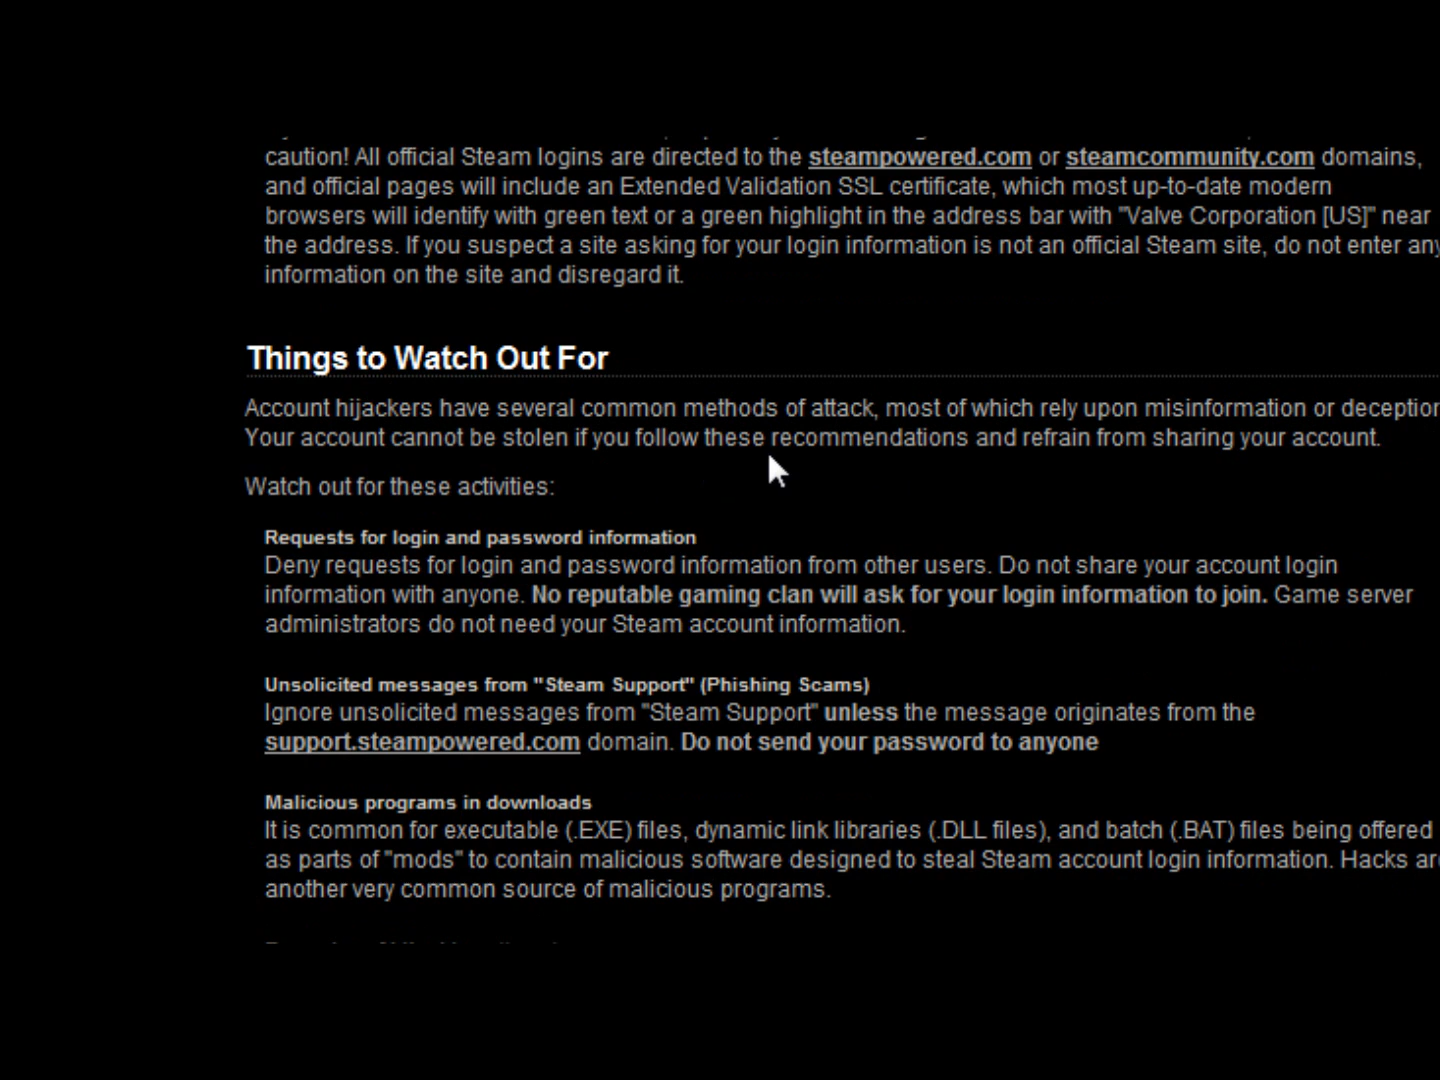 caution! All official Steam logins are directed to the steampowered.com or steamcommunity.com domains,
and official pages will include an Extended Validation SSL certificate, which most up-to-date modern
browsers will identify with green text or a green highlight in the address bar with "Valve Corporation [US]" near
the address. If you suspect a site asking for your login information is not an official Steam site, do not enter any
information on the site and disregard it.
Things to Watch Out For
Account hijackers have several common methods of attack, most of which rely upon misinformation or deception
Your account cannot be stolen if you follow these recommendations and refrain from sharing your account.
Watch out for these activities:
Requests for login and password information
Deny requests for login and password information from other users. Do not share your account login
information with anyone. No reputable gaming clan will ask for your login information to join. Game server
administrators do not need your Steam account information.
Unsolicited messages from "Steam Support" (Phishing Scams)
Ignore unsolicited messages from "Steam Support" unless the message originates from the
support.steampowered.com domain. Do not send your password to anyone
Malicious programs in downloads
It is common for executable (.EXE) files, dynamic link libraries (.DLL files), and batch (.BAT) files being offered
as parts of "mods" to contain malicious software designed to steal Steam account login information. Hacks are
another very common source of malicious programs.